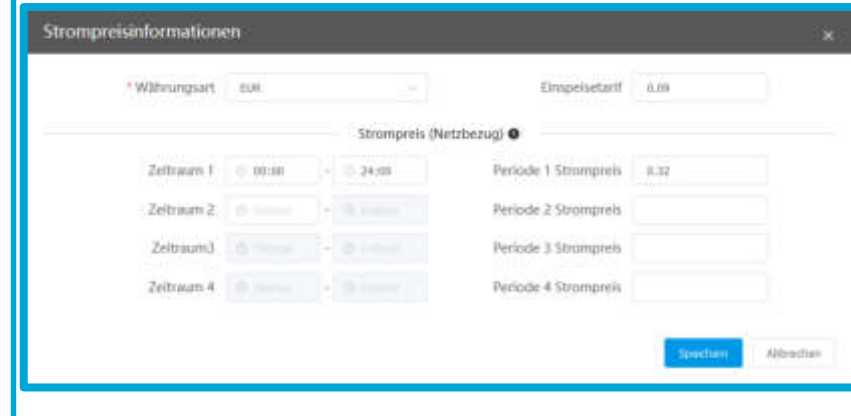 Strompreisinformationen ×
* Währungsart EUR Einspeisetarif 0.09
Strompreis (Netzbezug)
Zeitraum 1 00:00 - 24:00 Periode 1 Strompreis 0.32
Zeitraum 2 - Periode 2 Strompreis
Zeitraum3 - Periode 3 Strompreis
Zeitraum 4 - Periode 4 Strompreis
Speichern Abbrechen